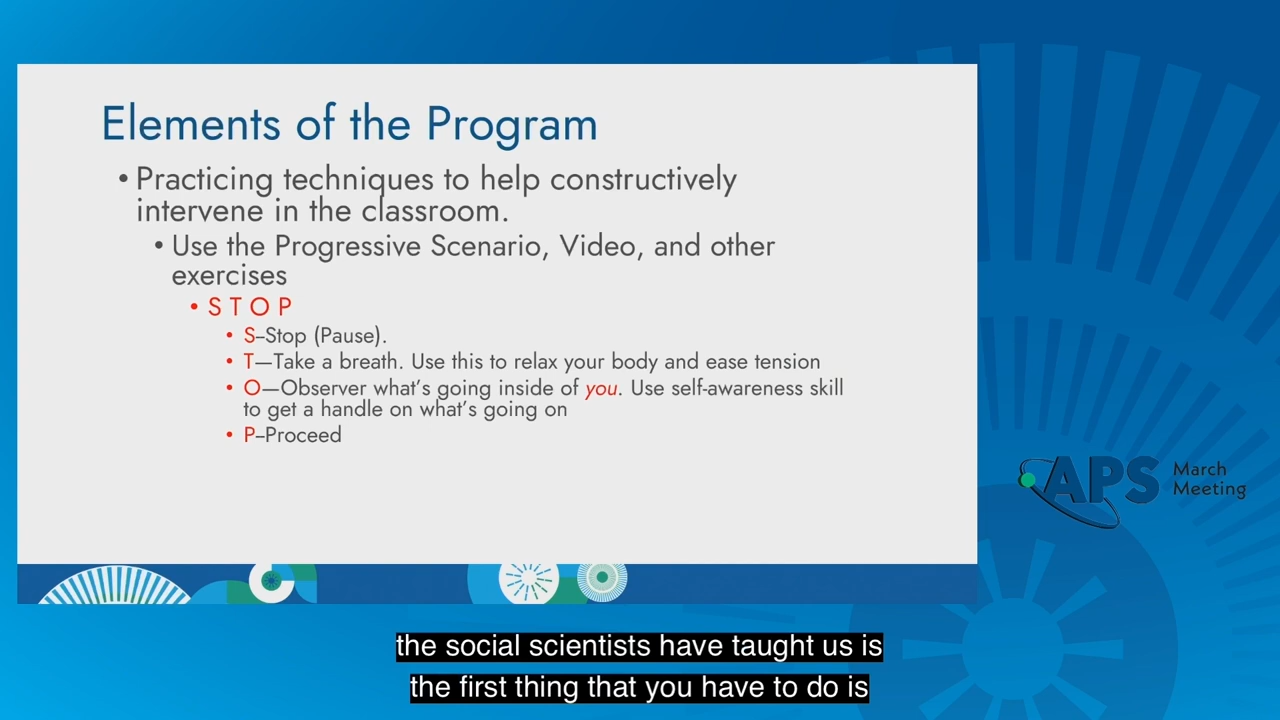 Elements of the Program
• Practicing techniques to help constructively
intervene in the classroom.
• Use the Progressive Scenario, Video, and other
exercises
• S T O P
• S–Stop (Pause).
• T—Take a breath. Use this to relax your body and ease tension
• O—Observer what's going inside of you. Use self-awareness skill
to get a handle on what's going on
• P–Proceed
APS March
Meeting
the social scientists have taught us is
the first thing that you have to do is